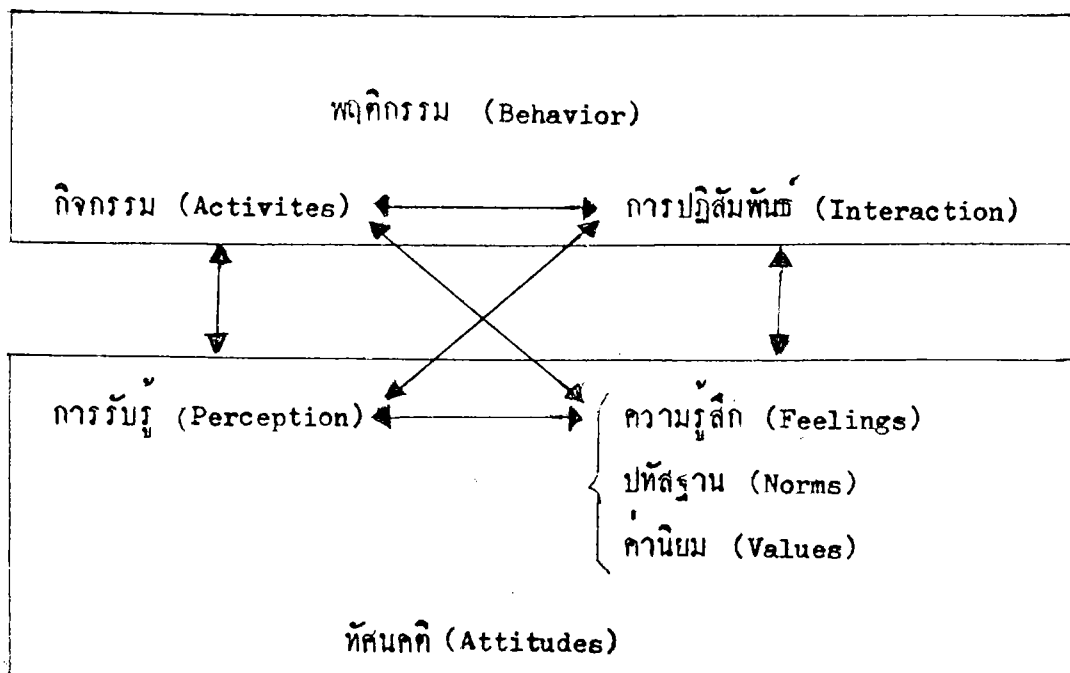 พฤติกรรม (Behavior)
กิจกรรม (Activites) การปฏิสัมพันธ์ (Interaction)
การรับรู้ (Perception) ความรู้สึก (Feelings)
ปทัสฐาน (Norms)
ค่านิยม (Values)
ทัศนคติ (Attitudes)